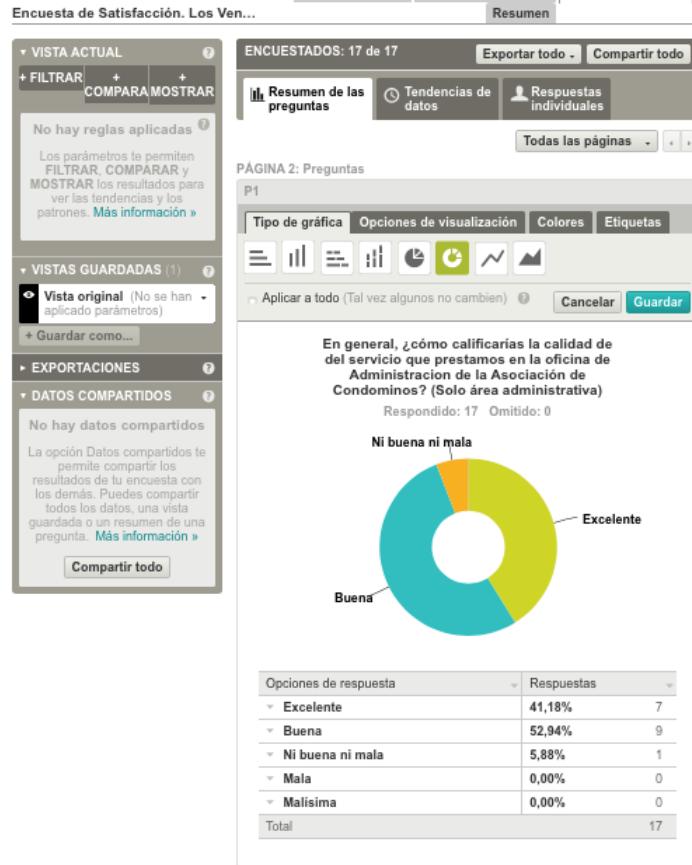 Encuesta de Satisfacción. Los Ven...
Resumen
VISTA ACTUAL
+ FILTRAR
+ COMPARA
+ MOSTRAR
No hay reglas aplicadas
Los parámetros te permiten
FILTRAR, COMPARAR y
MOSTRAR los resultados para
ver las tendencias y los
patrones. Más información »
VISTAS GUARDADAS (1)
Vista original (No se han
aplicado parámetros)
+ Guardar como...
EXPORTACIONES
DATOS COMPARTIDOS
No hay datos compartidos
La opción Datos compartidos te
permite compartir los
resultados de tu encuesta con
los demás. Puedes compartir
todos los datos, una vista
guardada o un resumen de una
pregunta. Más información »
Compartir todo
ENCUESTADOS: 17 de 17
Exportar todo
Compartir todo
Resumen de las
preguntas
Tendencias de
datos
Respuestas
individuales
Todas las páginas
PÁGINA 2: Preguntas
P1
Tipo de gráfica
Opciones de visualización
Colores
Etiquetas
Aplicar a todo (Tal vez algunos no cambien)
Cancelar
Guardar
En general, ¿cómo calificarías la calidad de
del servicio que prestamos en la oficina de
Administracion de la Asociación de
Condominos? (Solo área administrativa)
Respondido: 17 Omitido: 0
Ni buena ni mala
Excelente
Buena
Opciones de respuesta Respuestas
Excelente 41,18% 7
Buena 52,94% 9
Ni buena ni mala 5,88% 1
Mala 0,00% 0
Malísima 0,00% 0
Total 17